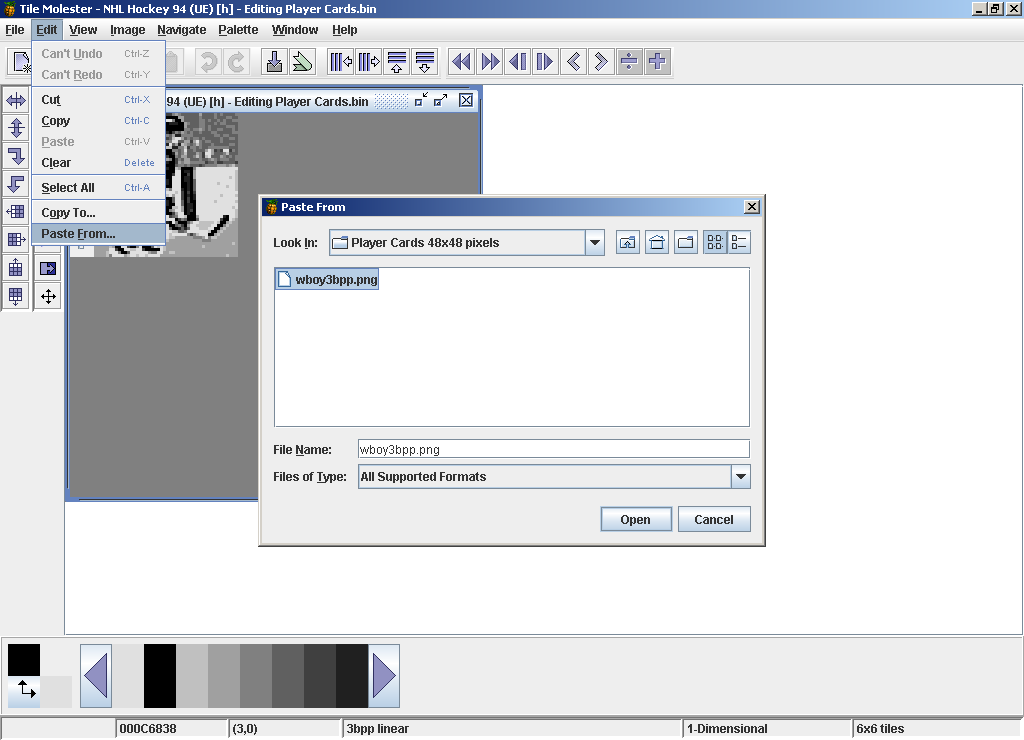 Tile Molester - NHL Hockey 94 (UE) [h] - Editing Player Cards.bin
File Edit View Image Navigate Palette Window Help
Can't Undo Ctrl-Z
Can't Redo Ctrl-Y
Cut Ctrl-X
Copy Ctrl-C
Paste Ctrl-V
Clear Delete
Select All Ctrl-A
Copy To...
Paste From...
94 (UE) [h] - Editing Player Cards.bin
Paste From
Look In: Player Cards 48x48 pixels
wboy3bpp.png
File Name: wboy3bpp.png
Files of Type: All Supported Formats
Open Cancel
000C6838 (3,0) 3bpp linear 1-Dimensional 6x6 tiles